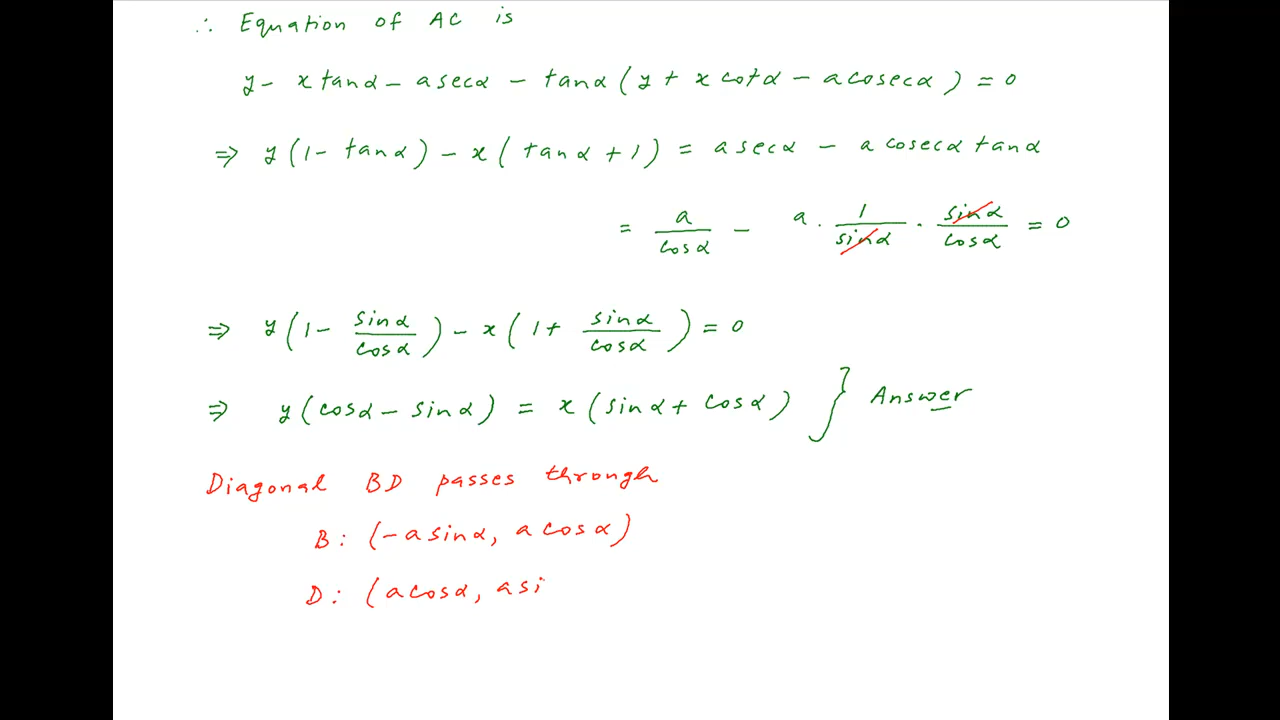 ∴ Equation of AC is
y - x tanα - a secα - tanα (y + x cotα - a cosecα) = 0
⇒ y (1 - tanα) - x (tanα + 1) = a secα - a cosecα tanα
= a/cosα - a · 1/sinα · sinα/cosα = 0
⇒ y (1 - sinα/cosα) - x (1 + sinα/cosα) = 0
⇒ y (cosα - sinα) = x (sinα + cosα) } Answer
Diagonal BD passes through
B: (-a sinα, a cosα)
D: (a cosα, a si